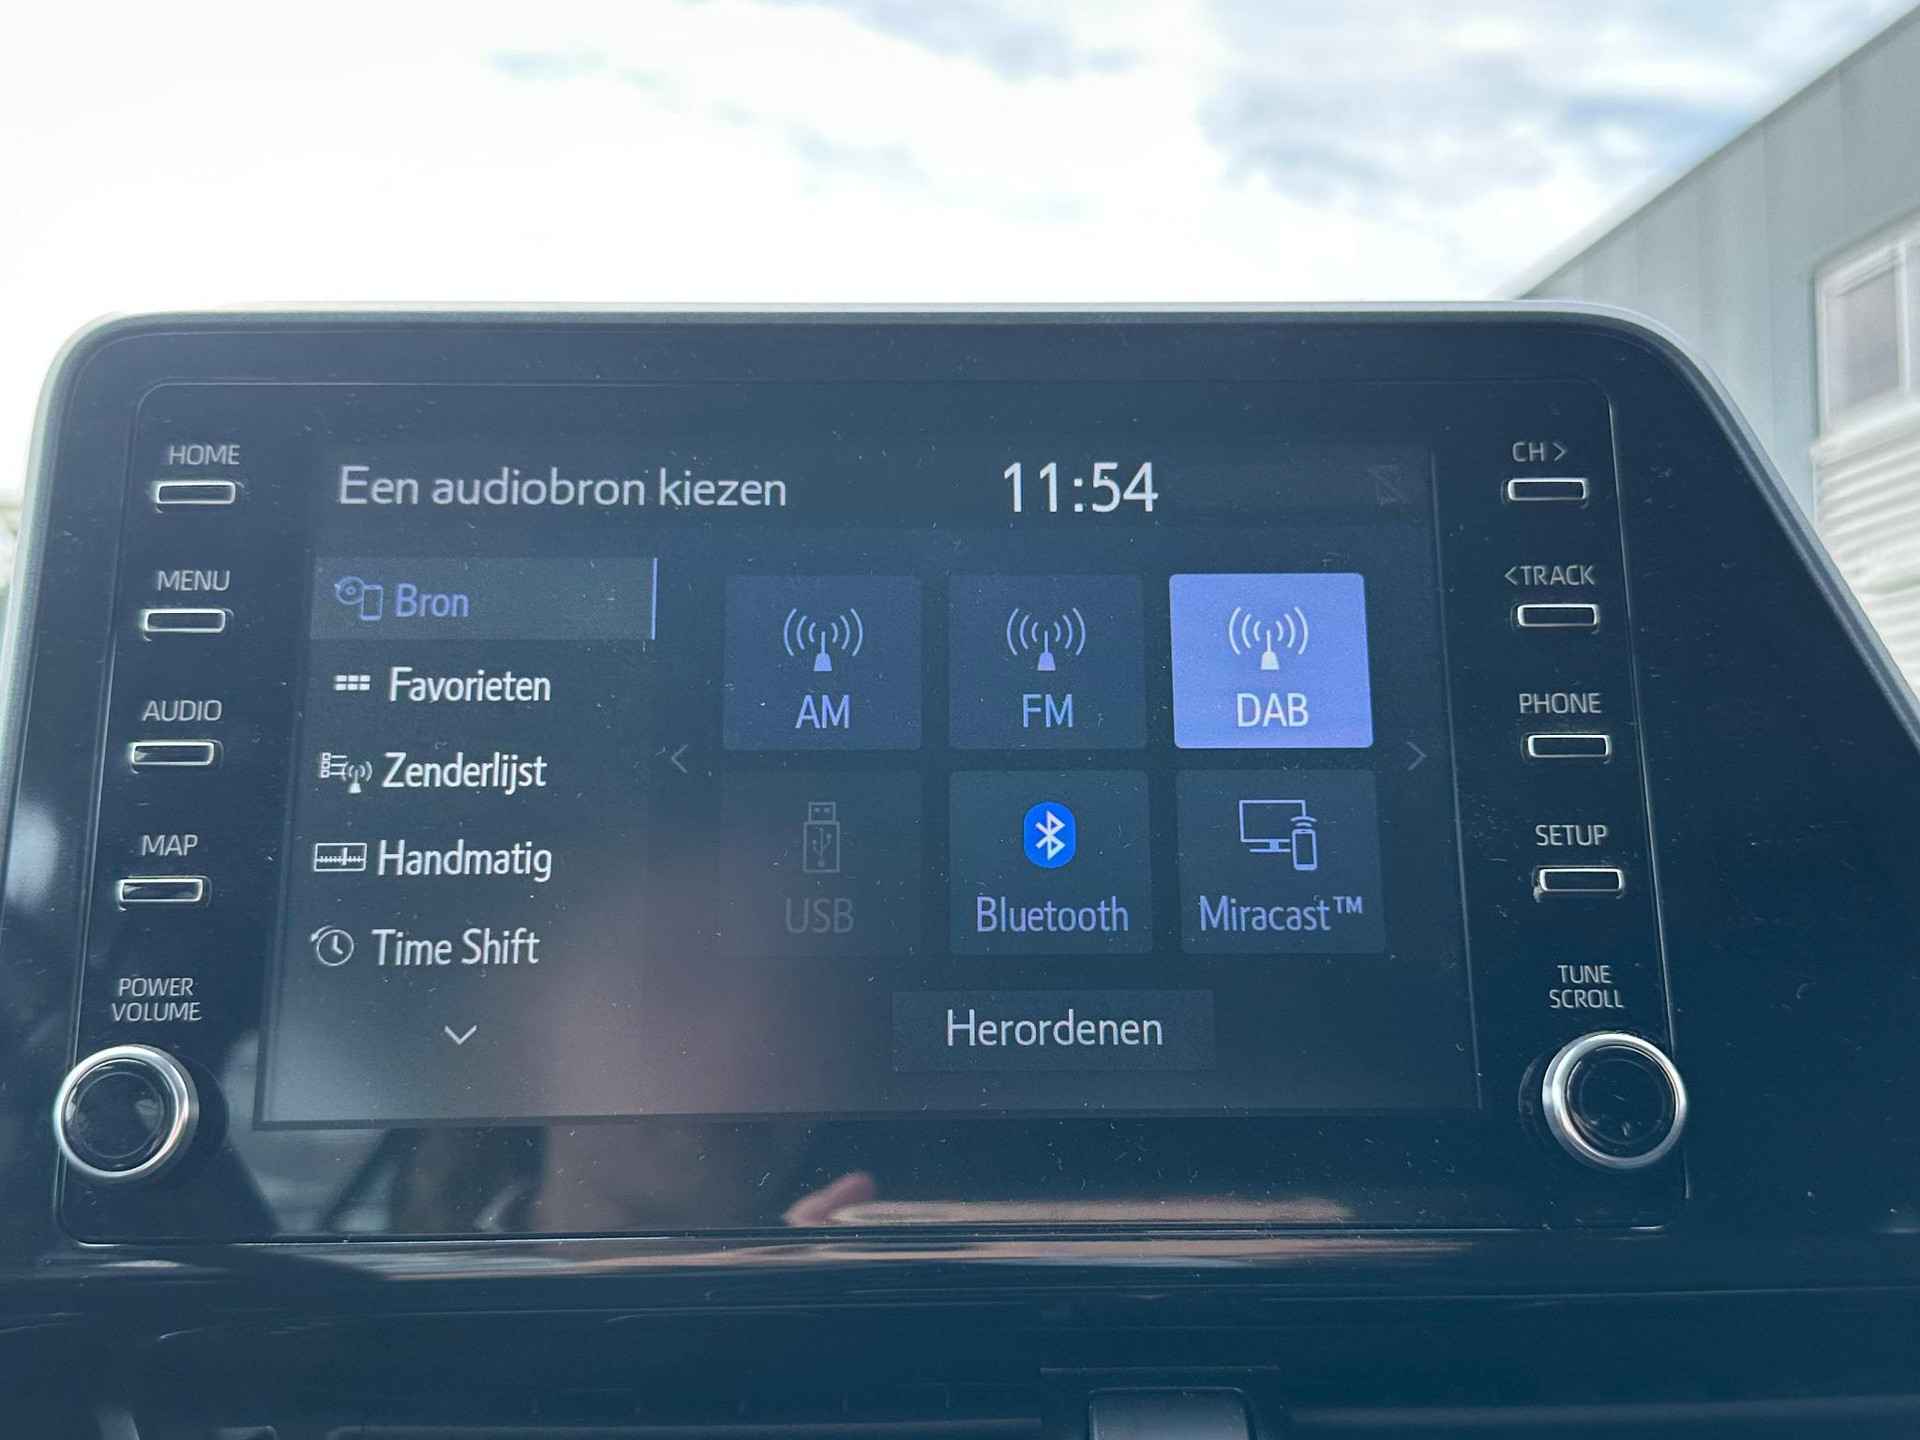 HOME
MENU
AUDIO
MAP
POWER
VOLUME
Een audiobron kiezen
11:54
Bron
Favorieten
Zenderlijst
Handmatig
Time Shift
AM
FM
DAB
USB
Bluetooth
Miracast™
Herordenen
CH >
<TRACK
PHONE
SETUP
TUNE
SCROLL